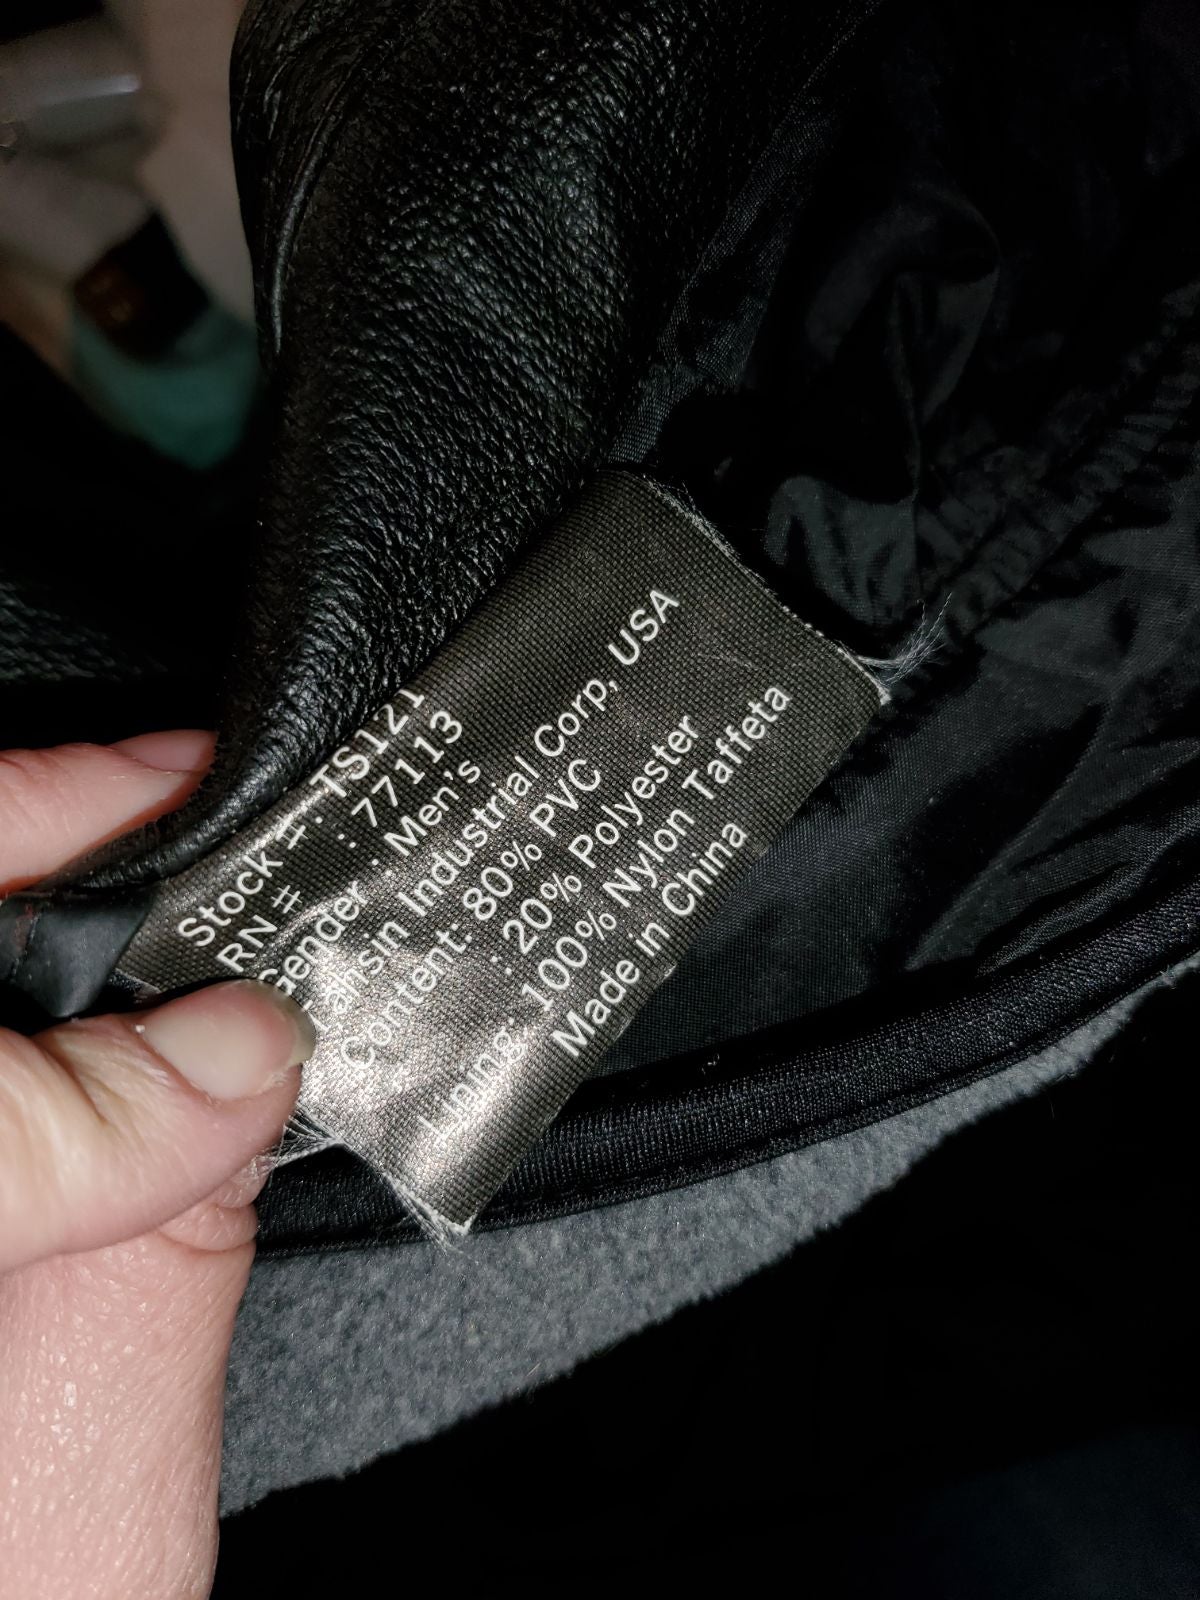 Stock #: TS121
RN # : 77113
Gender : Men's
Tahsin Industrial Corp, USA
Content: 80% PVC
: 20% Polyester
Lining: 100% Nylon Taffeta
Made in China